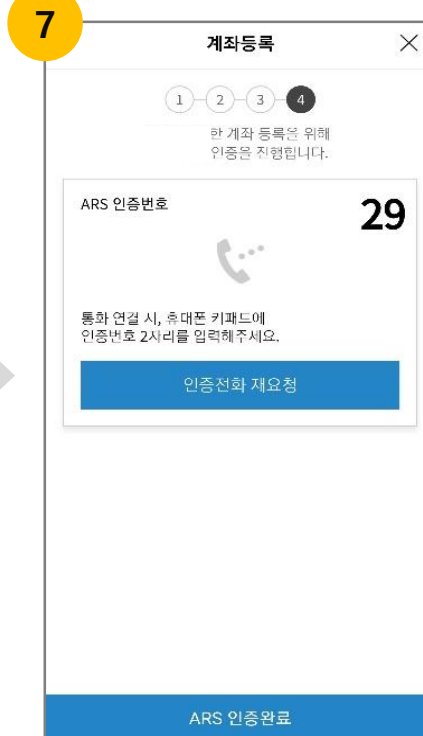 7
계좌등록
1 2 3 4
한 계좌 등록을 위해
인증을 진행합니다.
ARS 인증번호
29
통화 연결 시, 휴대폰 키패드에
인증번호 2자리를 입력해주세요.
인증전화 재요청
ARS 인증완료